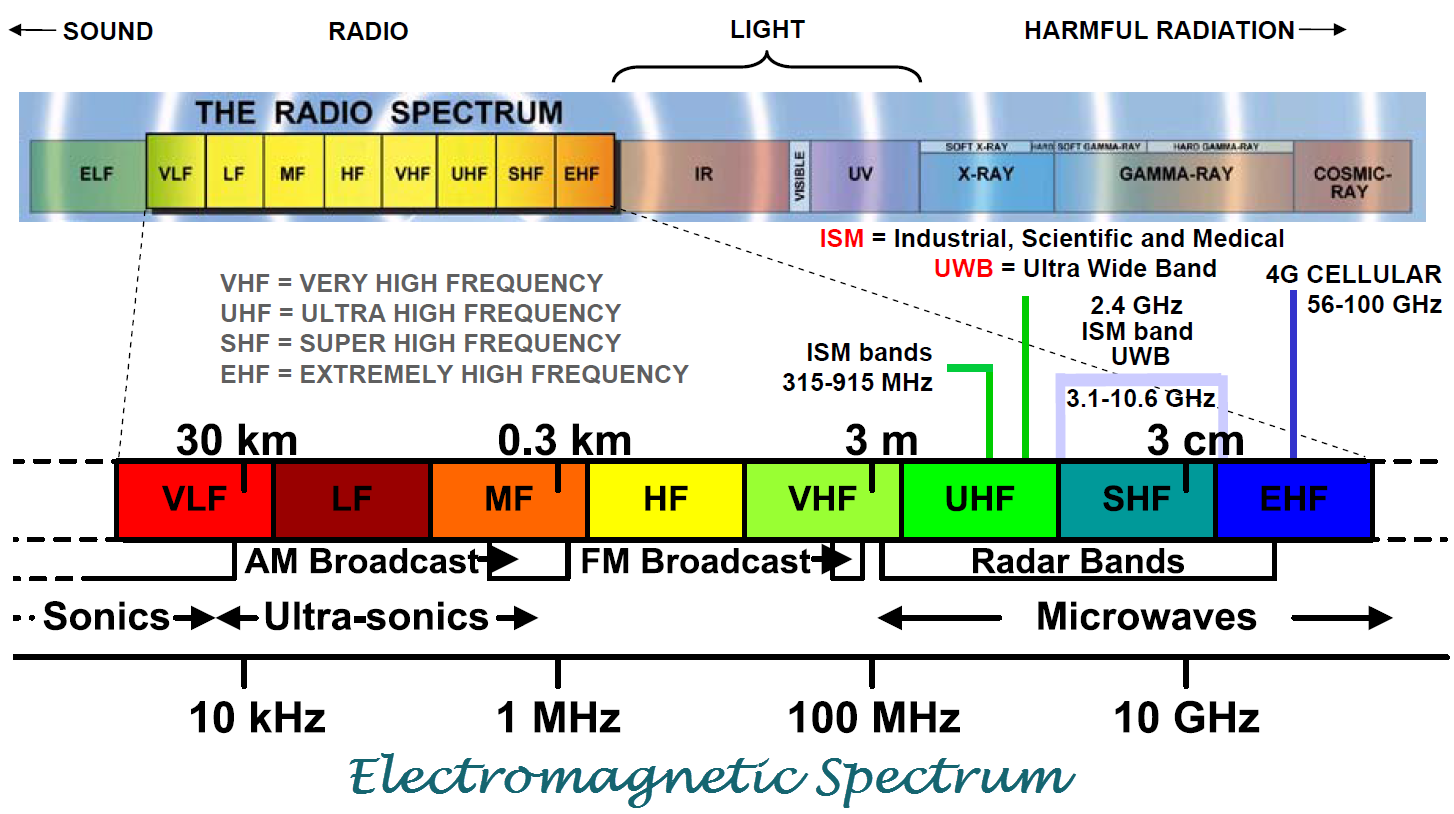 SOUND RADIO LIGHT HARMFUL RADIATION
THE RADIO SPECTRUM
ELF VLF LF MF HF VHF UHF SHF EHF IR VISIBLE UV X-RAY GAMMA-RAY COSMIC-RAY
SOFT X-RAY HARD SOFT GAMMA-RAY HARD GAMMA-RAY
ISM = Industrial, Scientific and Medical
UWB = Ultra Wide Band
VHF = VERY HIGH FREQUENCY
UHF = ULTRA HIGH FREQUENCY
SHF = SUPER HIGH FREQUENCY
EHF = EXTREMELY HIGH FREQUENCY
ISM bands
315-915 MHz
2.4 GHz
ISM band
UWB
3.1-10.6 GHz
4G CELLULAR
56-100 GHz
30 km 0.3 km 3 m 3 cm
VLF LF MF HF VHF UHF SHF EHF
AM Broadcast FM Broadcast Radar Bands
Sonics Ultra-sonics Microwaves
10 kHz 1 MHz 100 MHz 10 GHz
Electromagnetic Spectrum